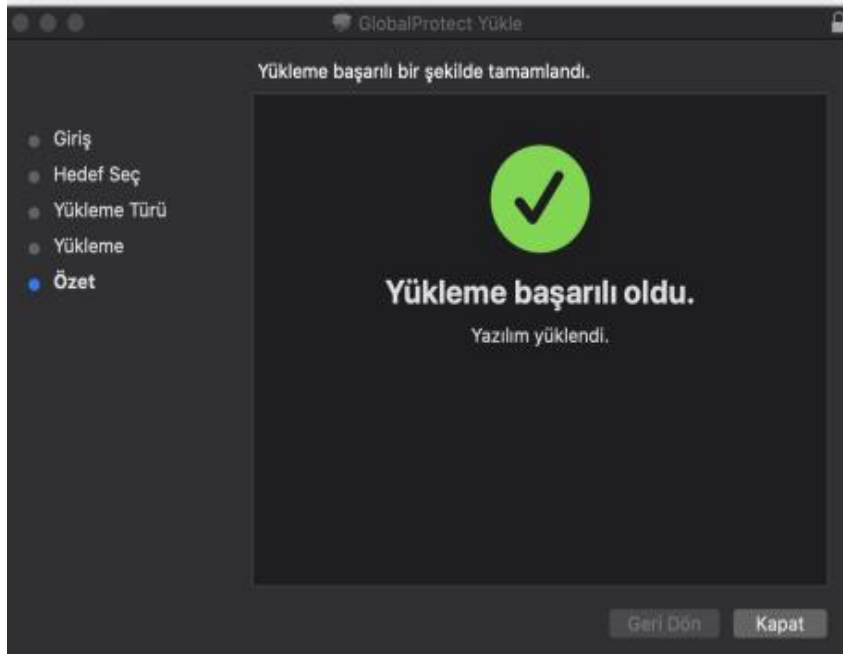 GlobalProtect Yükle
Yükleme başarılı bir şekilde tamamlandı.
Giriş
Hedef Seç
Yükleme Türü
Yükleme
Özet
Yükleme başarılı oldu.
Yazılım yüklendi.
Geri Dön
Kapat